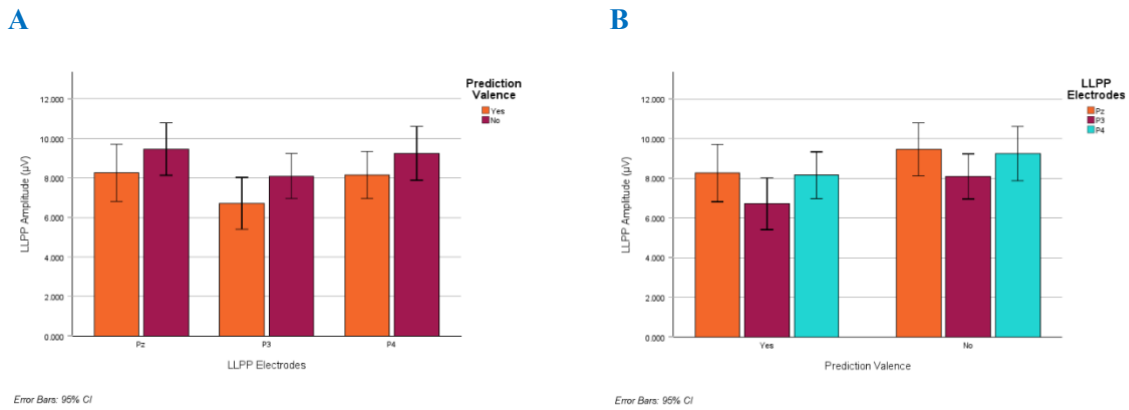 A
Prediction
Valence
Yes
No
12.000
10.000
8.000
6.000
4.000
2.000
0.000
LLPP Amplitude (µV)
Pz
P3
P4
LLPP Electrodes
Error Bars: 95% CI
B
LLPP
Electrodes
Pz
P3
P4
12.000
10.000
8.000
6.000
4.000
2.000
0.000
LLPP Amplitude (µV)
Yes
No
Prediction Valence
Error Bars: 95% CI